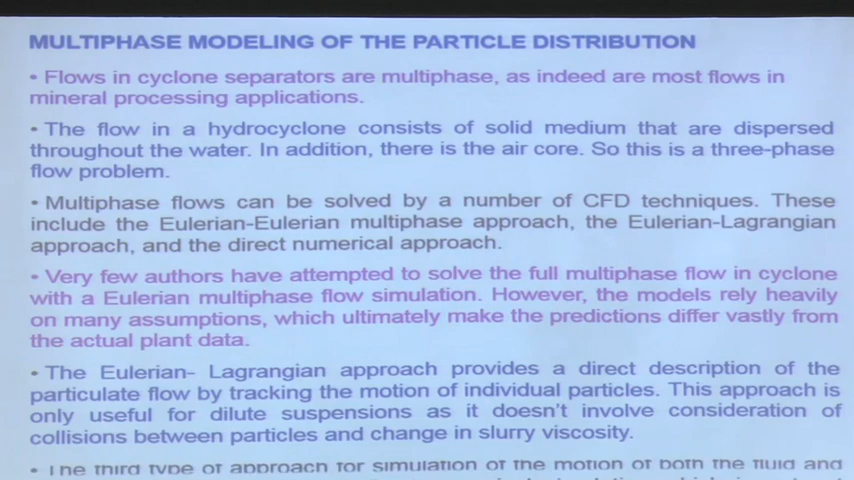 MULTIPHASE MODELING OF THE PARTICLE DISTRIBUTION
• Flows in cyclone separators are multiphase, as indeed are most flows in
mineral processing applications.
• The flow in a hydrocyclone consists of solid medium that are dispersed
throughout the water. In addition, there is the air core. So this is a three-phase
flow problem.
• Multiphase flows can be solved by a number of CFD techniques. These
include the Eulerian-Eulerian multiphase approach, the Eulerian-Lagrangian
approach, and the direct numerical approach.
• Very few authors have attempted to solve the full multiphase flow in cyclone
with a Eulerian multiphase flow simulation. However, the models rely heavily
on many assumptions, which ultimately make the predictions differ vastly from
the actual plant data.
• The Eulerian- Lagrangian approach provides a direct description of the
particulate flow by tracking the motion of individual particles. This approach is
only useful for dilute suspensions as it doesn't involve consideration of
collisions between particles and change in slurry viscosity.
• The third type of approach for simulation of the motion of both the fluid and